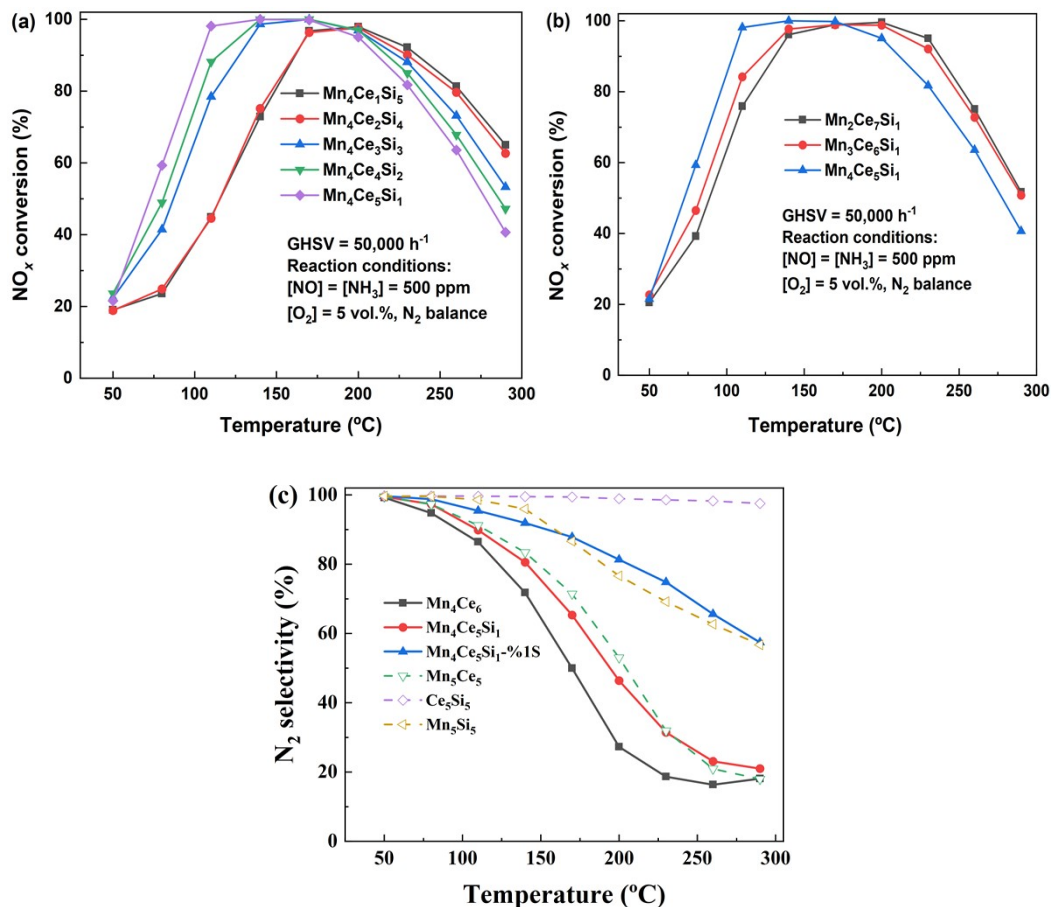 (a)
100
80
60
40
20
0
NOₓ conversion (%)
Mn₄Ce₁Si₅
Mn₄Ce₂Si₄
Mn₄Ce₃Si₃
Mn₄Ce₄Si₂
Mn₄Ce₅Si₁
GHSV = 50,000 h⁻¹
Reaction conditions:
[NO] = [NH₃] = 500 ppm
[O₂] = 5 vol.%, N₂ balance
50 100 150 200 250 300
Temperature (ºC)
(b)
100
80
60
40
20
0
NOₓ conversion (%)
Mn₂Ce₇Si₁
Mn₃Ce₆Si₁
Mn₄Ce₅Si₁
GHSV = 50,000 h⁻¹
Reaction conditions:
[NO] = [NH₃] = 500 ppm
[O₂] = 5 vol.%, N₂ balance
50 100 150 200 250 300
Temperature (ºC)
(c)
100
80
60
40
20
0
N₂ selectivity (%)
Mn₄Ce₆
Mn₄Ce₅Si₁
Mn₄Ce₅Si₁-%1S
Mn₅Ce₅
Ce₅Si₅
Mn₅Si₅
50 100 150 200 250 300
Temperature (ºC)